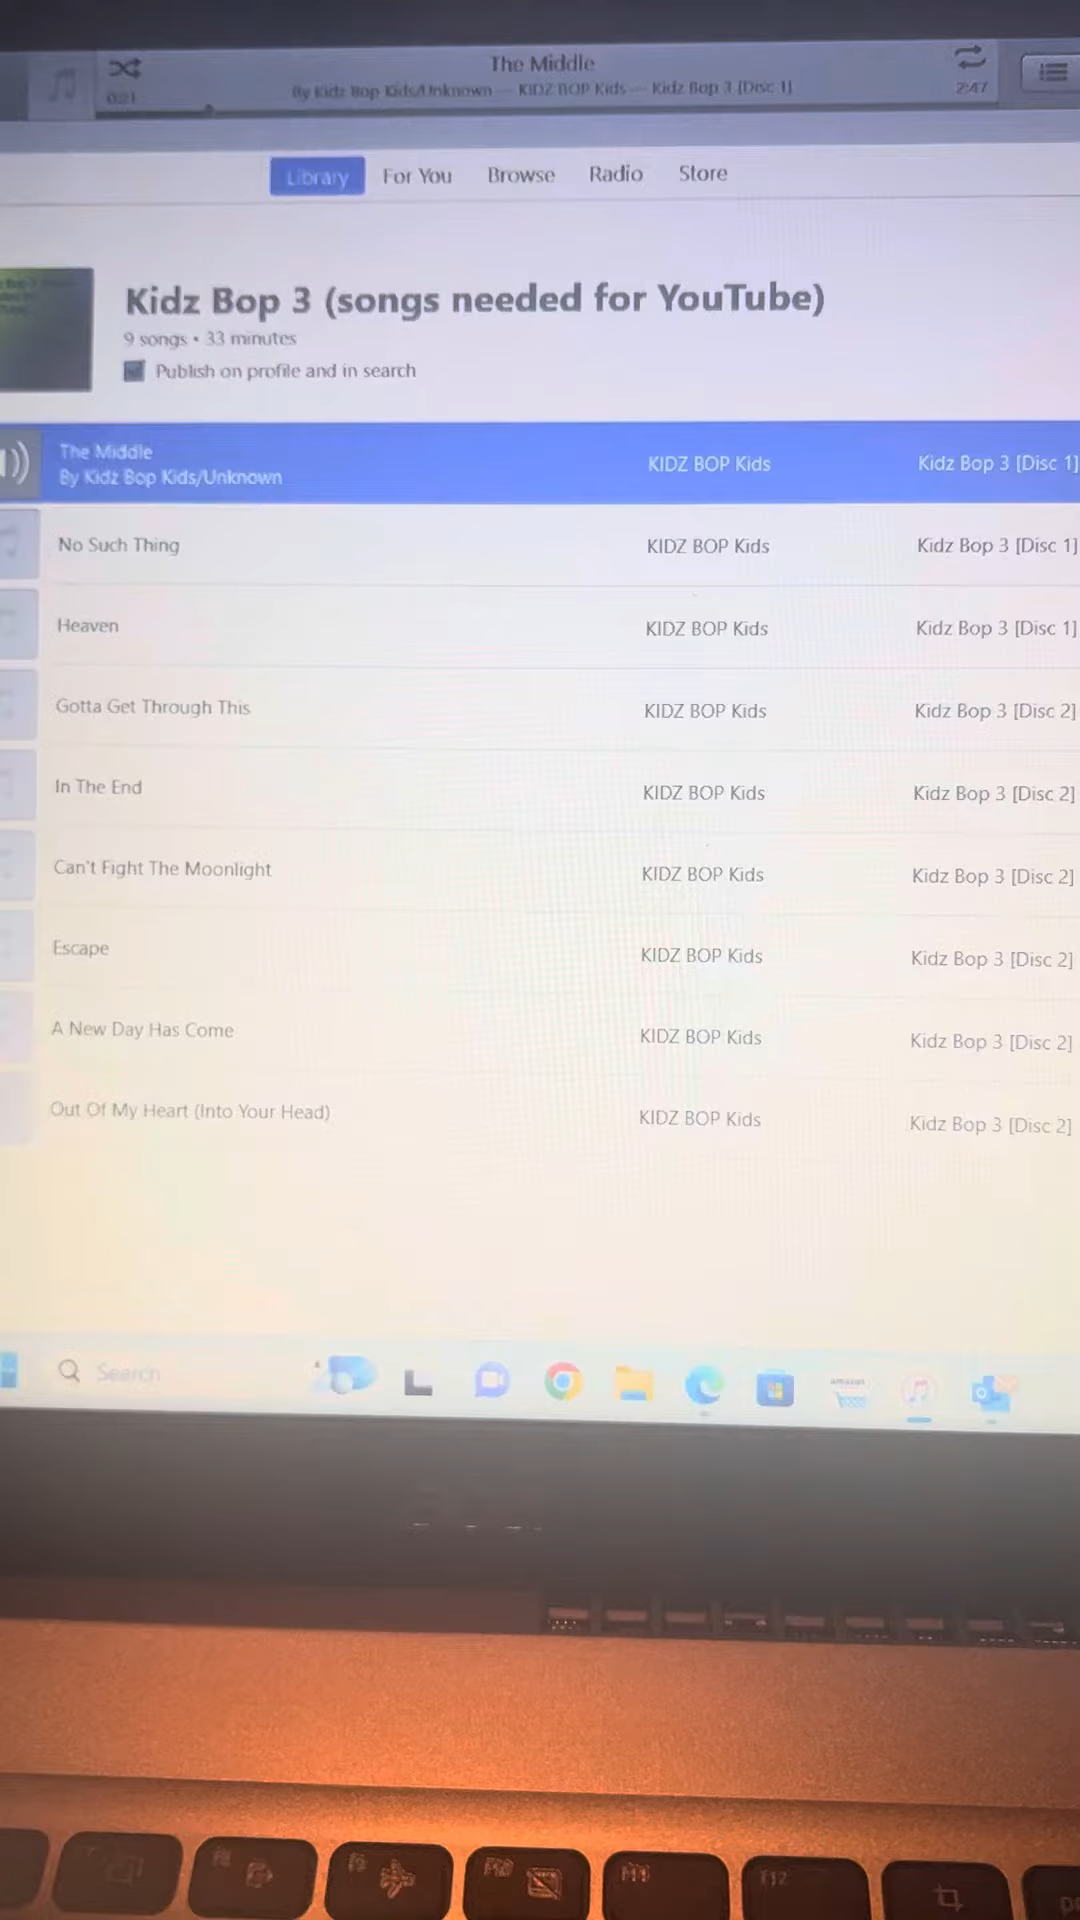 The Middle
0:21
By Kidz Bop Kids/Unknown — KIDZ BOP Kids — Kidz Bop 3 [Disc 1]
2:47
Library For You Browse Radio Store
Kidz Bop 3 (songs needed for YouTube)
9 songs • 33 minutes
Publish on profile and in search
The Middle
By Kidz Bop Kids/Unknown
KIDZ BOP Kids
Kidz Bop 3 [Disc 1]
No Such Thing
KIDZ BOP Kids
Kidz Bop 3 [Disc 1]
Heaven
KIDZ BOP Kids
Kidz Bop 3 [Disc 1]
Gotta Get Through This
KIDZ BOP Kids
Kidz Bop 3 [Disc 2]
In The End
KIDZ BOP Kids
Kidz Bop 3 [Disc 2]
Can't Fight The Moonlight
KIDZ BOP Kids
Kidz Bop 3 [Disc 2]
Escape
KIDZ BOP Kids
Kidz Bop 3 [Disc 2]
A New Day Has Come
KIDZ BOP Kids
Kidz Bop 3 [Disc 2]
Out Of My Heart (Into Your Head)
KIDZ BOP Kids
Kidz Bop 3 [Disc 2]
Search
amazon
F8 F9 F10 F11 F12